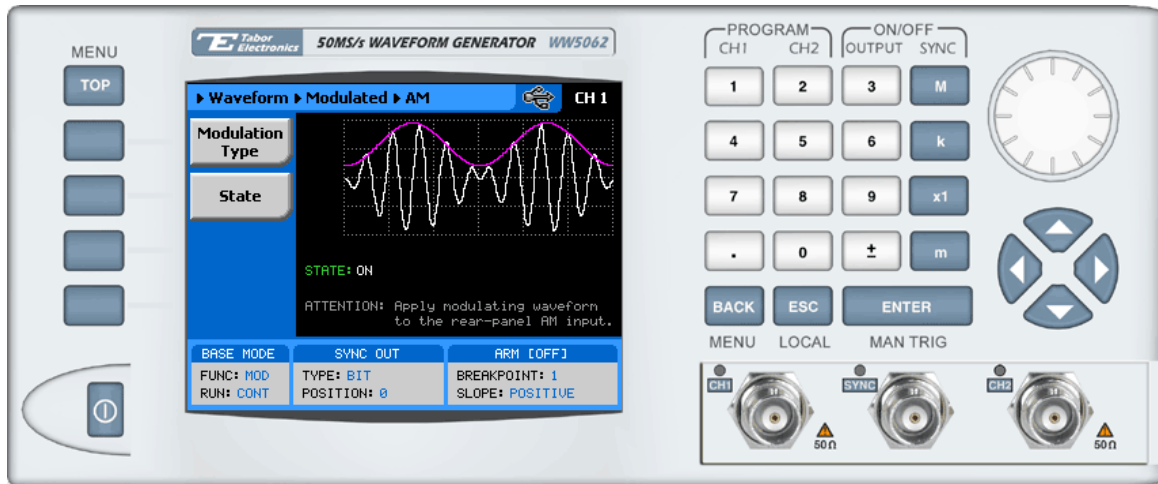 MENU
TOP
Tabor
Electronics
50MS/s WAVEFORM GENERATOR WW5062
Waveform Modulated AM
CH 1
Modulation
Type
State
STATE: ON
ATTENTION: Apply modulating waveform
to the rear-panel AM input.
BASE MODE
FUNC: MOD
RUN: CONT
SYNC OUT
TYPE: BIT
POSITION: 0
ARM [OFF]
BREAKPOINT: 1
SLOPE: POSITIVE
PROGRAM
CH1 CH2
ON/OFF
OUTPUT SYNC
1 2 3 M
4 5 6 k
7 8 9 x1
. 0 ± m
BACK ESC ENTER
MENU LOCAL MAN TRIG
CH1 SYNC CH2
50Ω 50Ω